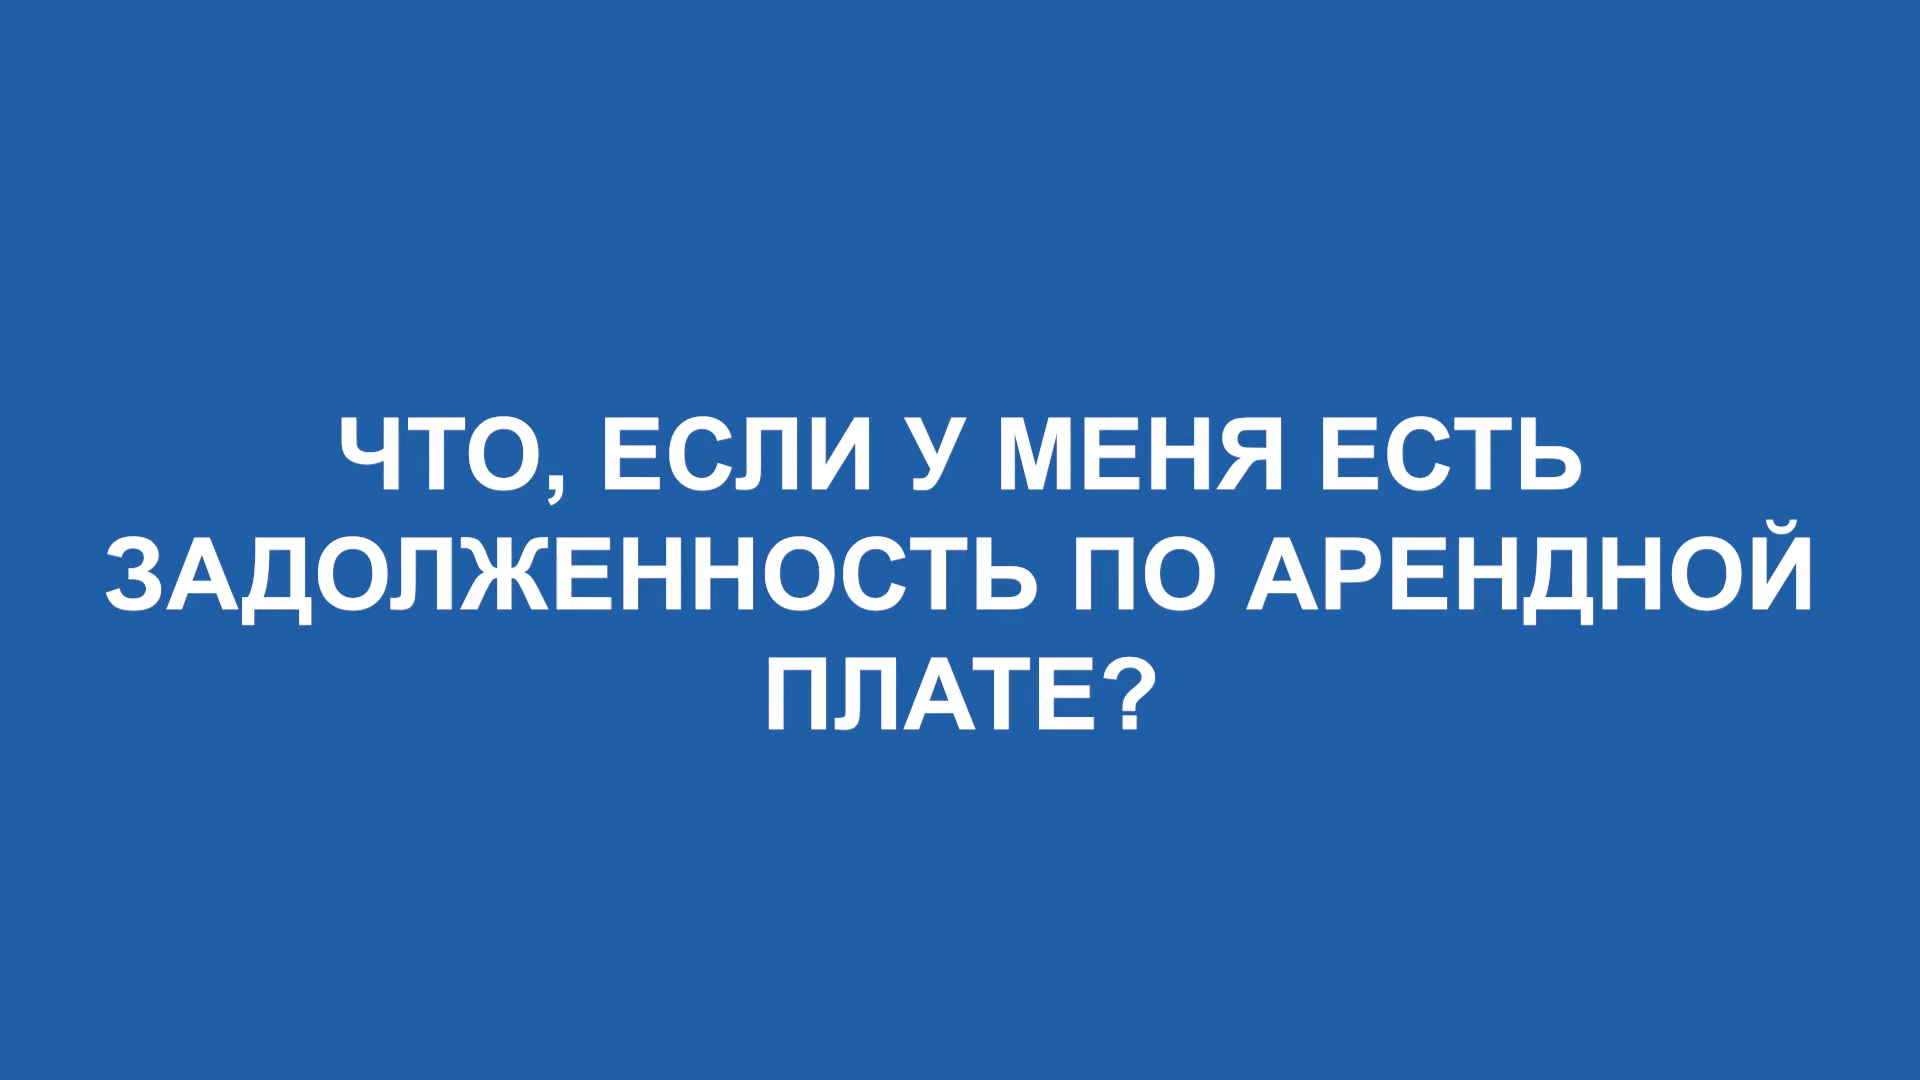 ЧТО, ЕСЛИ У МЕНЯ ЕСТЬ
ЗАДОЛЖЕННОСТЬ ПО АРЕНДНОЙ
ПЛАТЕ?